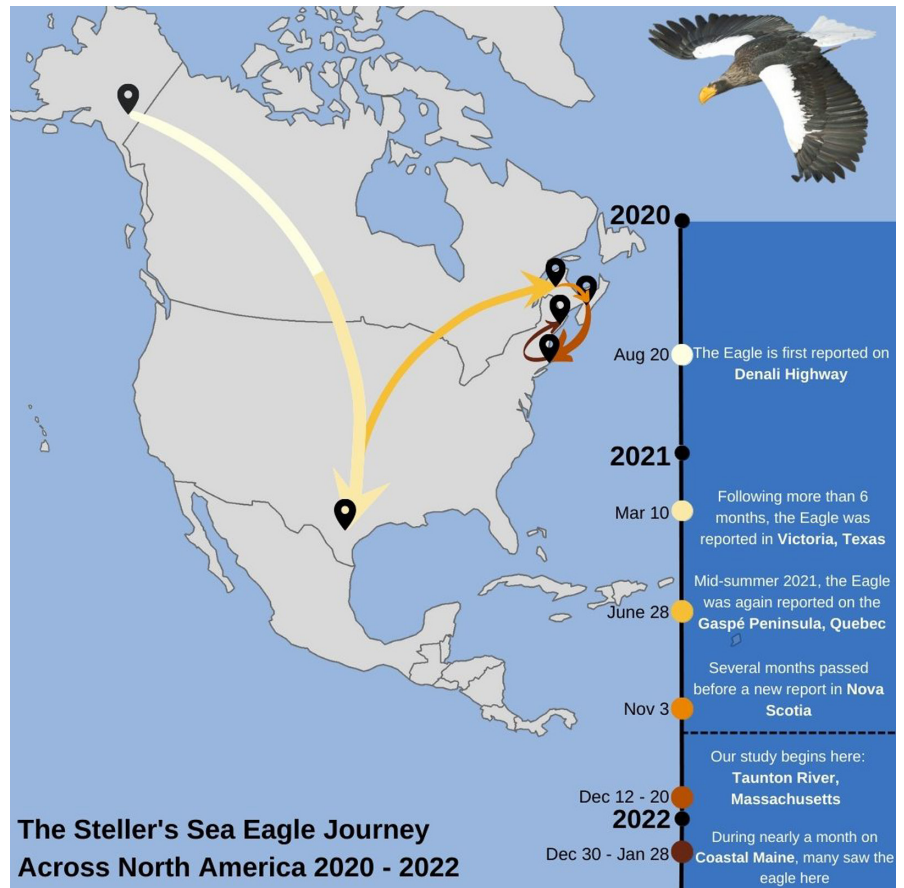 2020
Aug 20
The Eagle is first reported on
Denali Highway
2021
Mar 10
Following more than 6
months, the Eagle was
reported in Victoria, Texas
June 28
Mid-summer 2021, the Eagle
was again reported on the
Gaspé Peninsula, Quebec
Nov 3
Several months passed
before a new report in Nova
Scotia
Dec 12 - 20
Our study begins here:
Taunton River,
Massachusetts
2022
Dec 30 - Jan 28
During nearly a month on
Coastal Maine, many saw the
eagle here
The Steller's Sea Eagle Journey
Across North America 2020 - 2022